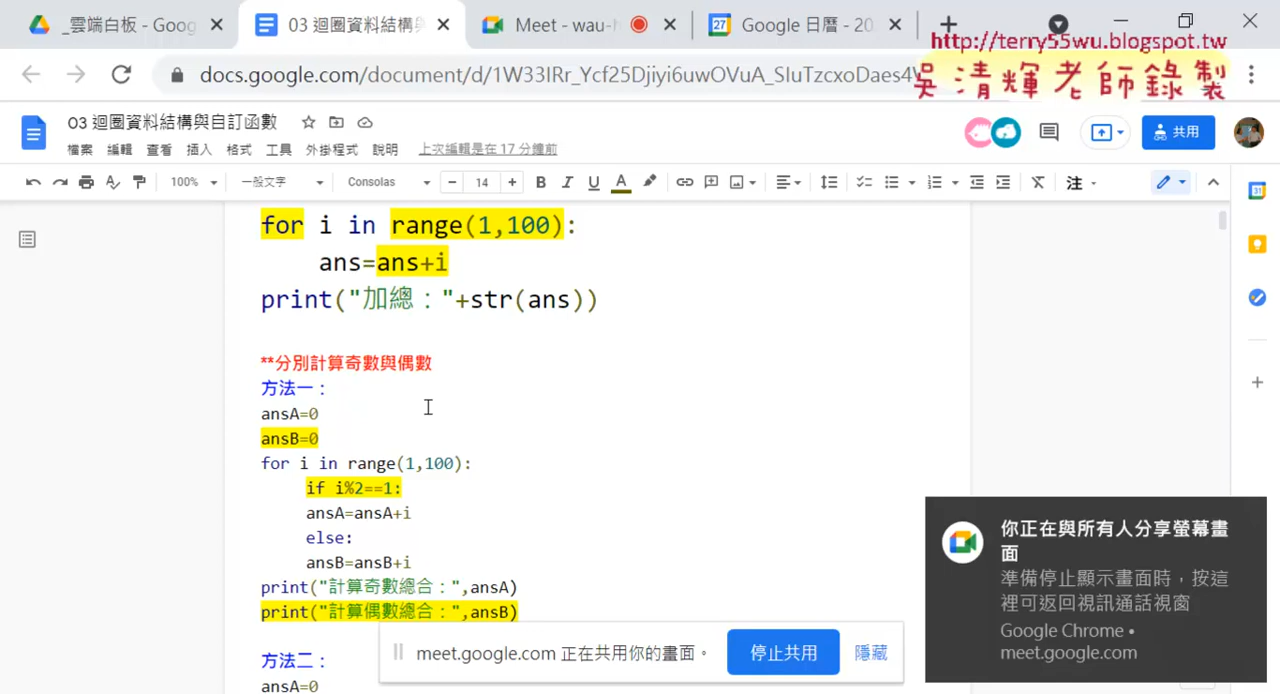 _雲端白板 - Goog
03 迴圈資料結構與
Meet - wau-
27
Google 日曆 - 20
http://terry55wu.blogspot.tw
docs.google.com/document/d/1W33IRr_Ycf25Djiyi6uwOVuA_SIuTzcxoDaes4
吳清輝老師錄製
03 迴圈資料結構與自訂函數
共用
檔案 編輯 查看 插入 格式 工具 外掛程式 說明 上次編輯是在 17 分鐘前
100% 一般文字 Consolas 14 B I U A 注
31
for i in range(1,100):
ans=ans+i
print("加總："+str(ans))
**分別計算奇數與偶數
方法一：
ansA=0
ansB=0
for i in range(1,100):
if i%2==1:
ansA=ansA+i
else:
ansB=ansB+i
print("計算奇數總合：",ansA)
print("計算偶數總合：",ansB)
方法二：
ansA=0
meet.google.com 正在共用你的畫面。 停止共用 隱藏
你正在與所有人分享螢幕畫
面
準備停止顯示畫面時，按這
裡可返回視訊通話視窗
Google Chrome •
meet.google.com